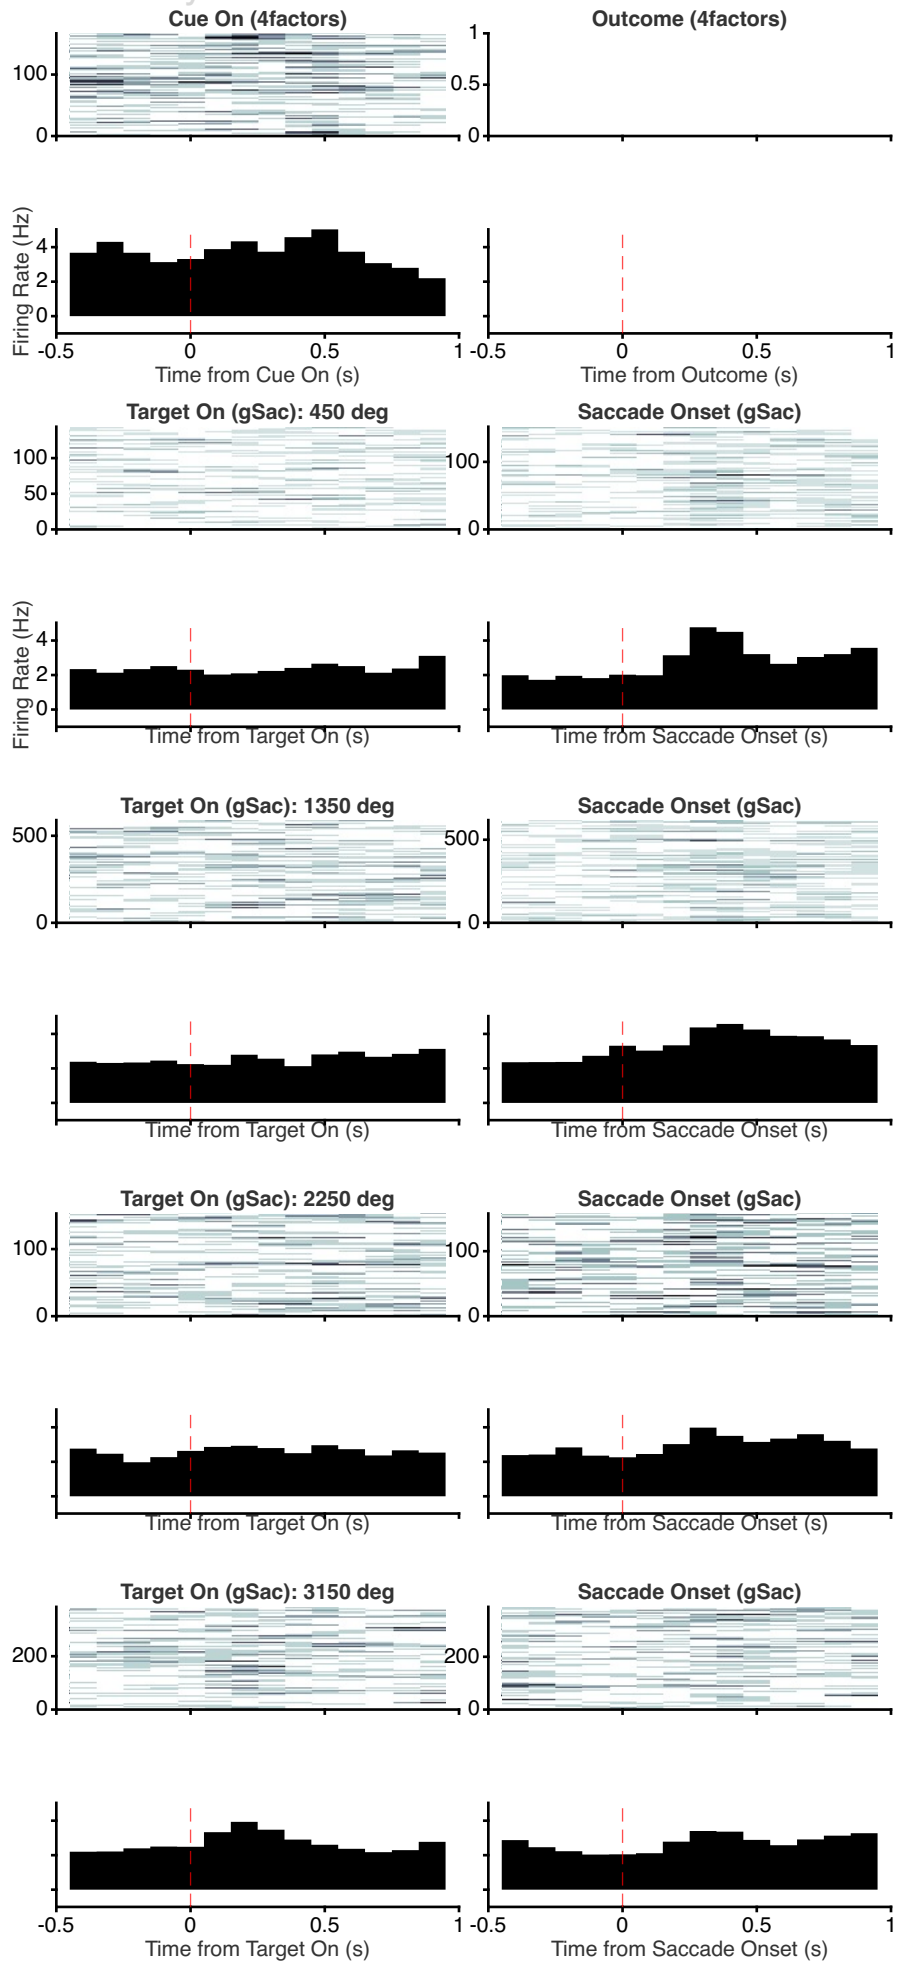 Cue On (4factors)
Outcome (4factors)
100
0
1
0.5
0
Firing Rate (Hz)
4
2
0
-0.5 0 0.5 1
Time from Cue On (s)
-0.5 0 0.5 1
Time from Outcome (s)
Target On (gSac): 450 deg
Saccade Onset (gSac)
100
50
0
100
0
Firing Rate (Hz)
4
2
0
Time from Target On (s)
Time from Saccade Onset (s)
Target On (gSac): 1350 deg
Saccade Onset (gSac)
500
0
500
0
Time from Target On (s)
Time from Saccade Onset (s)
Target On (gSac): 2250 deg
Saccade Onset (gSac)
100
0
100
0
Time from Target On (s)
Time from Saccade Onset (s)
Target On (gSac): 3150 deg
Saccade Onset (gSac)
200
0
200
0
-0.5 0 0.5 1
Time from Target On (s)
-0.5 0 0.5 1
Time from Saccade Onset (s)